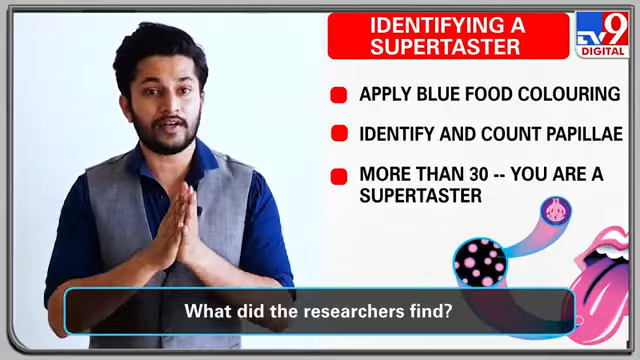 IDENTIFYING A
SUPERTASTER
TV9
DIGITAL
APPLY BLUE FOOD COLOURING
IDENTIFY AND COUNT PAPILLAE
MORE THAN 30 -- YOU ARE A
SUPERTASTER
What did the researchers find?